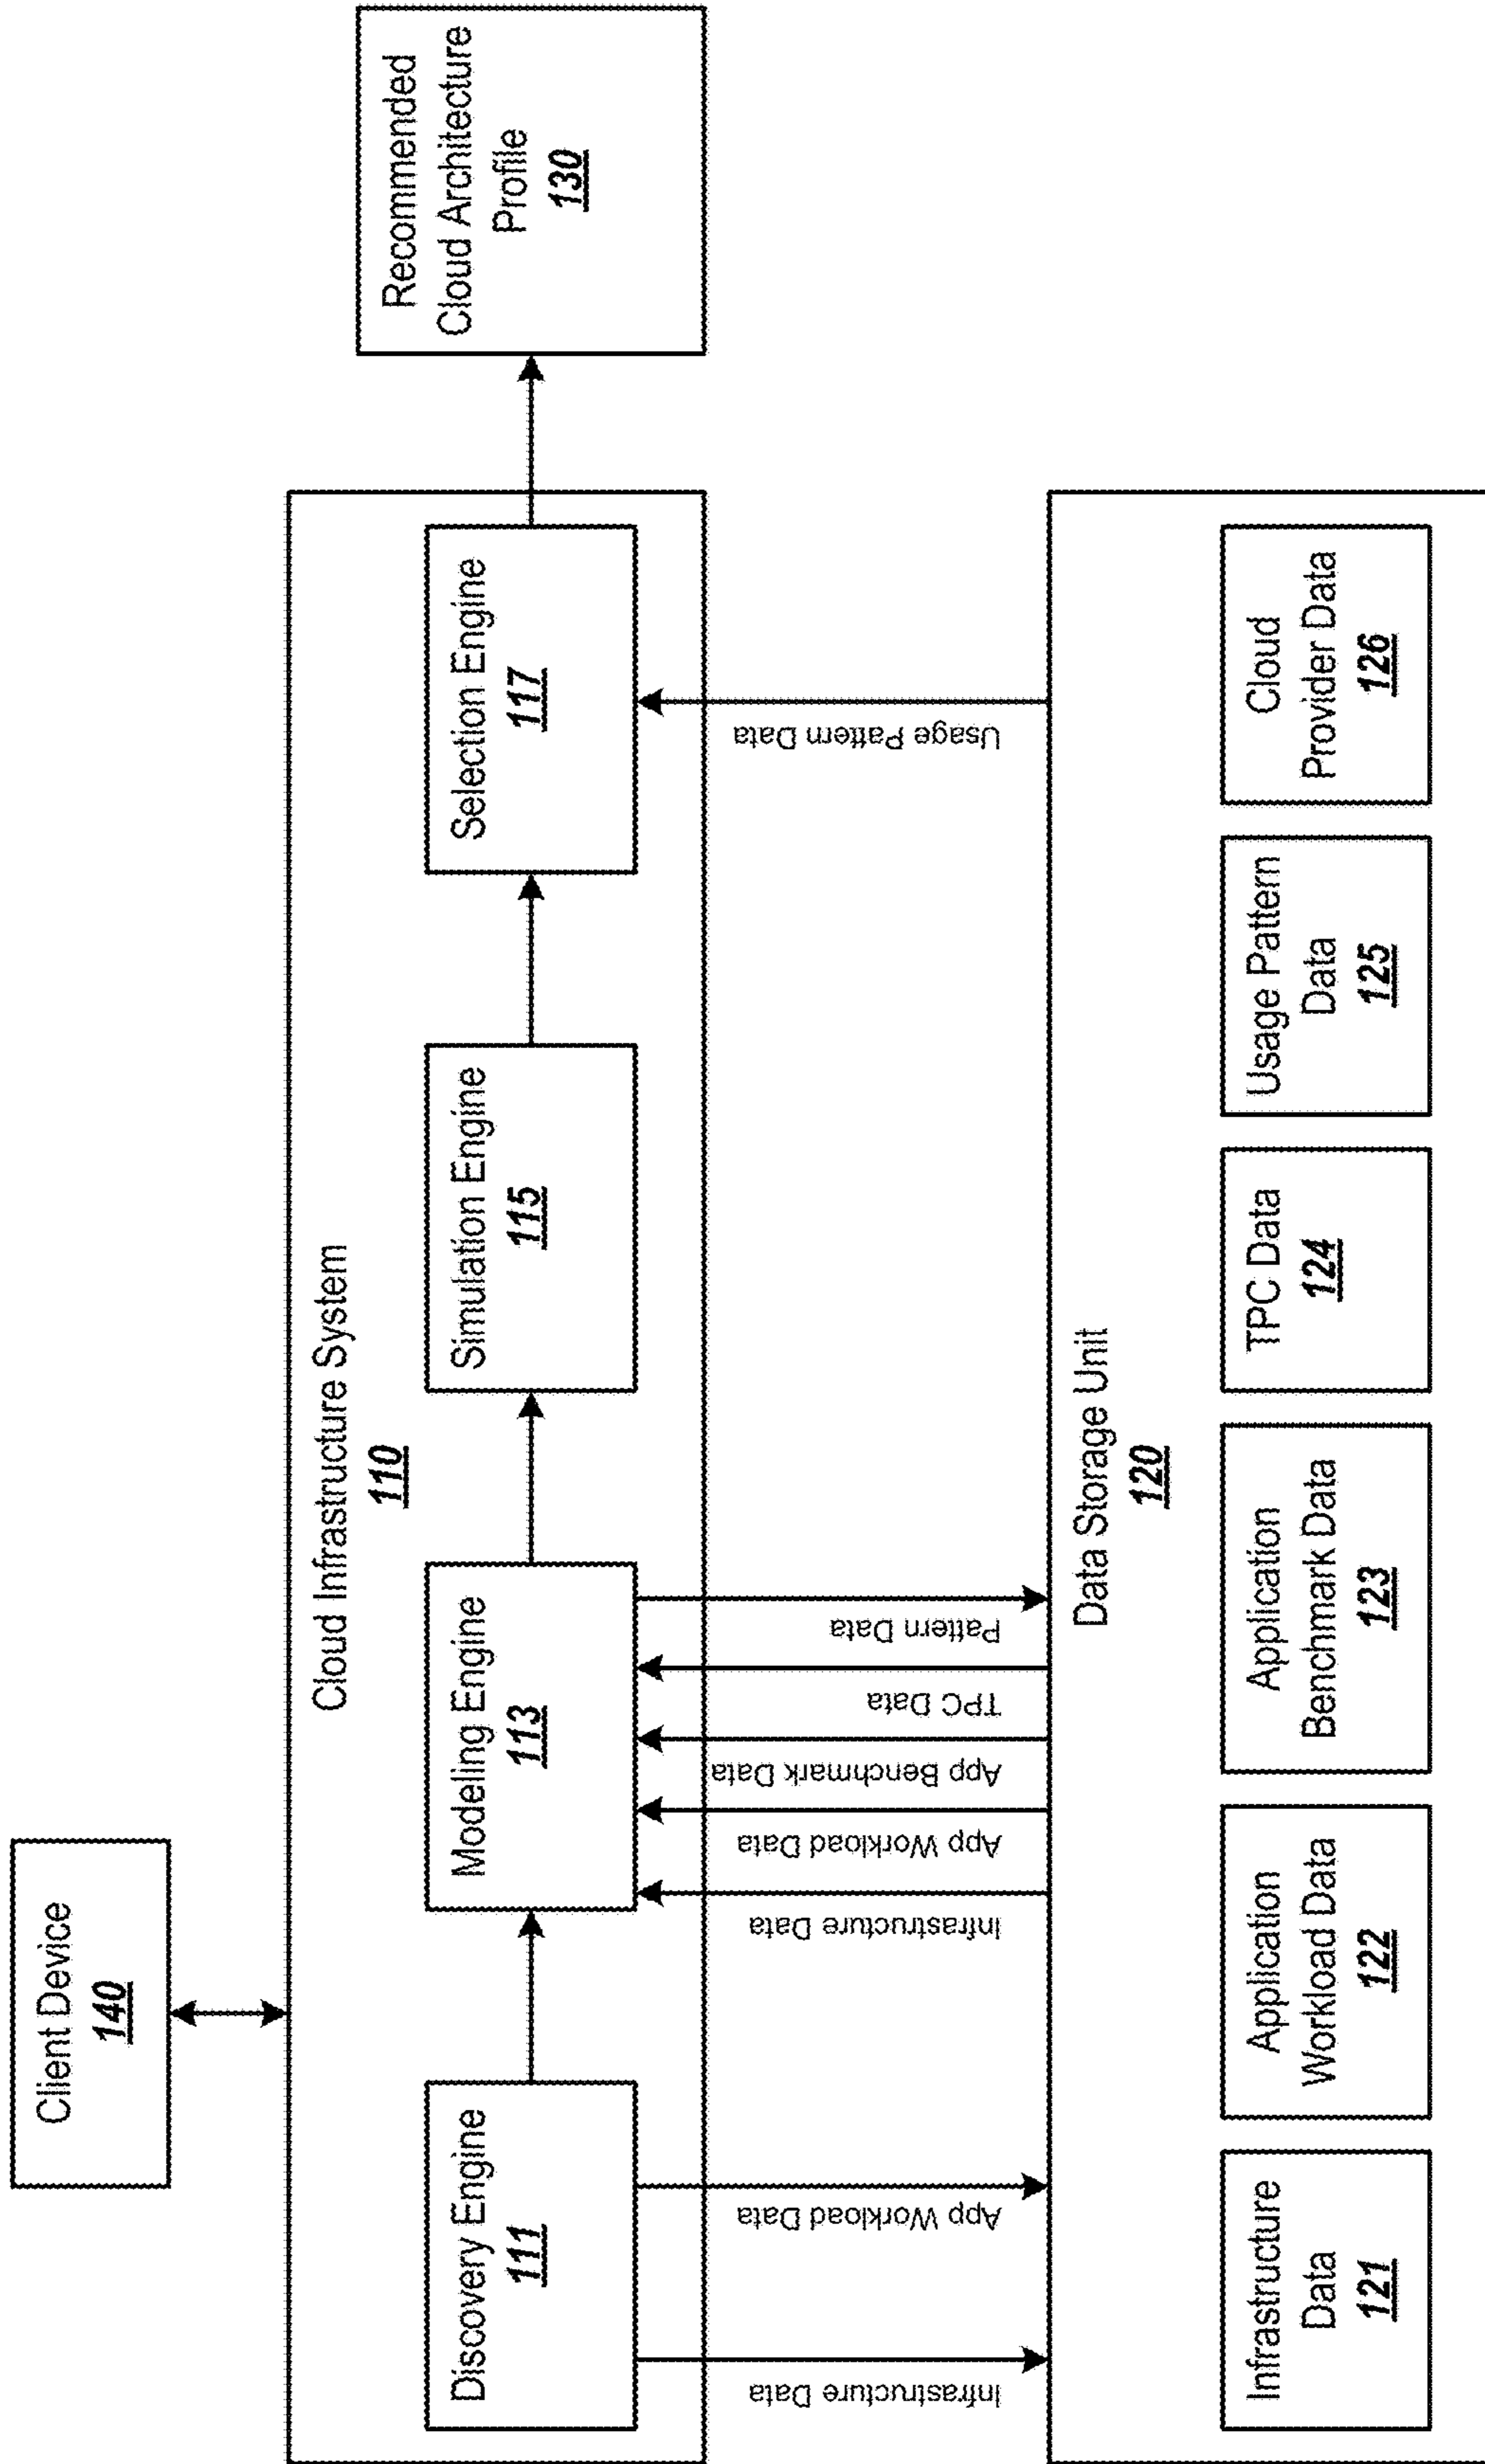 Client Device
140
Cloud Infrastructure System
110
Discovery Engine
111
Modeling Engine
113
Simulation Engine
115
Selection Engine
117
Recommended
Cloud Architecture
Profile
130
Infrastructure Data
App Workload Data
Infrastructure Data
App Workload Data
App Benchmark Data
TPC Data
Pattern Data
Usage Pattern Data
Data Storage Unit
120
Infrastructure
Data
121
Application
Workload Data
122
Application
Benchmark Data
123
TPC Data
124
Usage Pattern
Data
125
Cloud
Provider Data
126